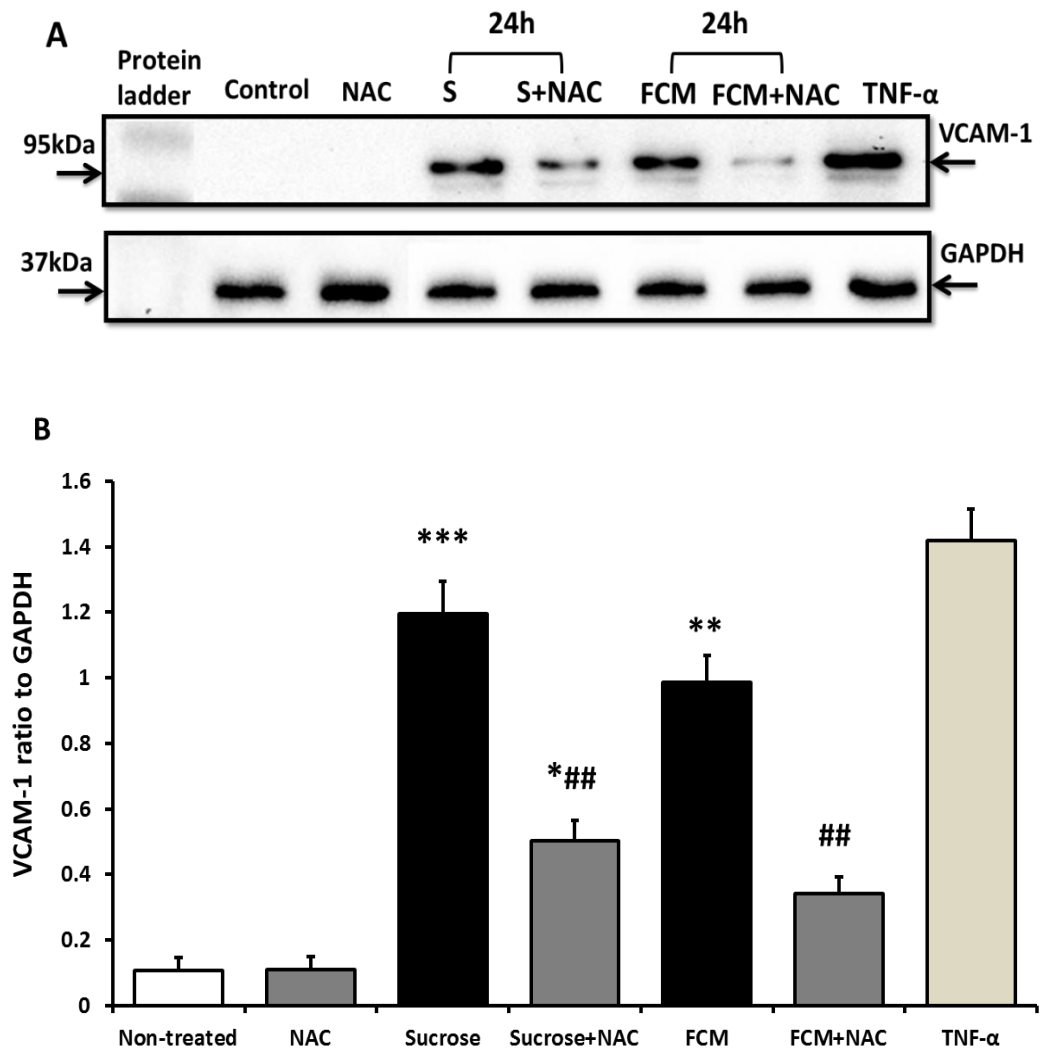 A
24h
24h
Protein
ladder
Control
NAC
S
S+NAC
FCM
FCM+NAC
TNF-α
95kDa
VCAM-1
37kDa
GAPDH
B
VCAM-1 ratio to GAPDH
1.6
1.4
1.2
1
0.8
0.6
0.4
0.2
0
***
*##
**
##
Non-treated
NAC
Sucrose
Sucrose+NAC
FCM
FCM+NAC
TNF-α